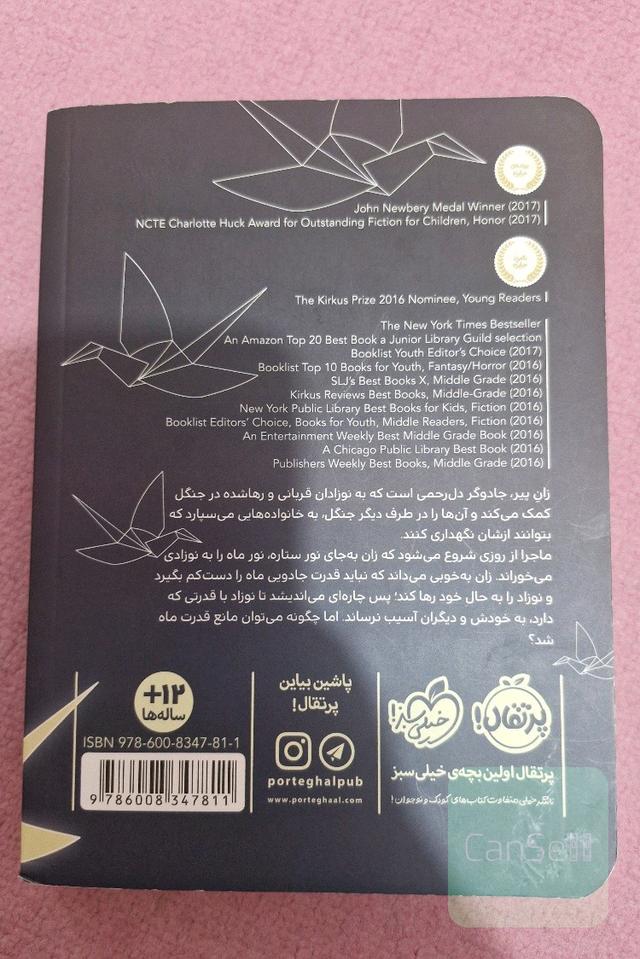 John Newbery Medal Winner (2017)
NCTE Charlotte Huck Award for Outstanding Fiction for Children, Honor (2017)
The Kirkus Prize 2016 Nominee, Young Readers
The New York Times Bestseller
An Amazon Top 20 Best Book a Junior Library Guild selection
Booklist Youth Editor's Choice (2017)
Booklist Top 10 Books for Youth, Fantasy/Horror (2016)
SLJ's Best Books X, Middle Grade (2016)
Kirkus Reviews Best Books, Middle-Grade (2016)
New York Public Library Best Books for Kids, Fiction (2016)
Booklist Editors' Choice, Books for Youth, Middle Readers, Fiction (2016)
An Entertainment Weekly Best Middle Grade Book (2016)
A Chicago Public Library Best Book (2016)
Publishers Weekly Best Books, Middle Grade (2016)
زانِ پیر، جادوگر دل‌رحمی است که به نوزادان قربانی و رهاشده در جنگل
کمک می‌کند و آن‌ها را در طرف دیگر جنگل، به خانواده‌هایی می‌سپارد که
بتوانند ازشان نگهداری کنند.
ماجرا از روزی شروع می‌شود که زان به‌جای نور ستاره، نور ماه را به نوزادی
می‌خوراند. زان به‌خوبی می‌داند که نباید قدرت جادویی ماه را دست‌کم بگیرد
و نوزاد را به حال خود رها کند؛ پس چاره‌ای می‌اندیشد تا نوزاد با قدرتی که
دارد، به خودش و دیگران آسیب نرساند. اما چگونه می‌توان مانع قدرت ماه
شد؟
پرتقال!
خیلی سبز!
پرتقال اولین بچه‌ی خیلی سبز
ناشر خیلی متفاوت کتاب‌های کودک و نوجوان!
پاشین بیاین
پرتقال!
porteghalpub
www.porteghaal.com
+۱۲
ساله‌ها
ISBN 978-600-8347-81-1
9 786008 347811
CanSell